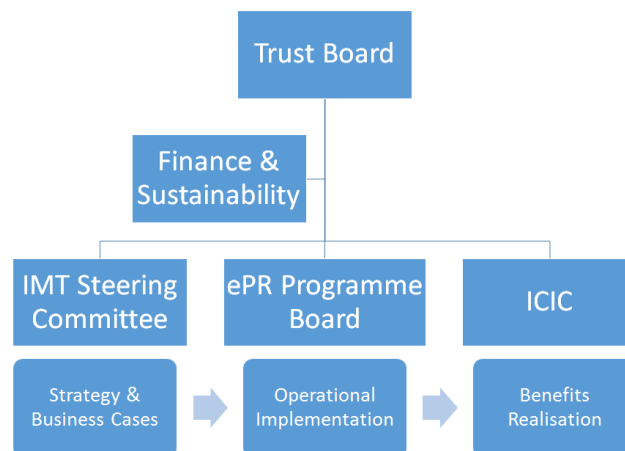 Trust Board
Finance &
Sustainability
IMT Steering
Committee
ePR Programme
Board
ICIC
Strategy &
Business Cases
Operational
Implementation
Benefits
Realisation